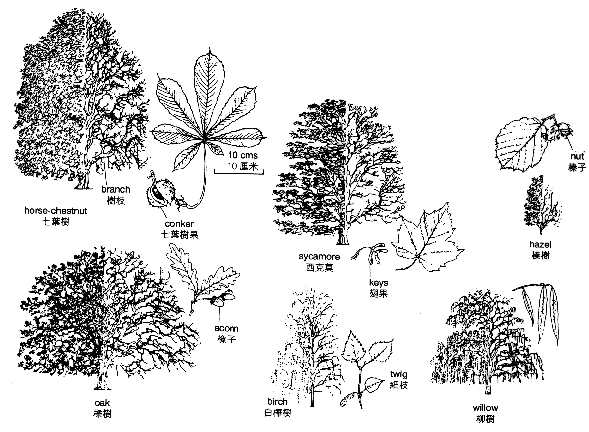 branch
樹枝
10 cms
10 厘米
horse-chestnut
七葉樹
conker
七葉樹果
sycamore
西克莫
keys
翅果
nut
榛子
hazel
榛樹
acorn
橡子
oak
橡樹
birch
白樺樹
twig
細枝
willow
柳樹